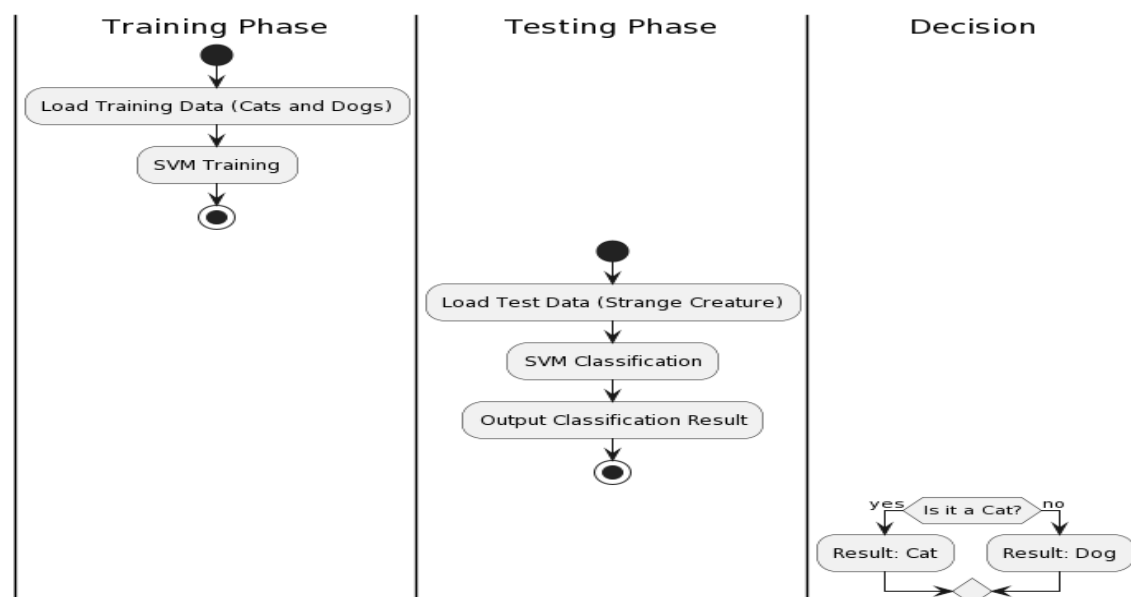 Training Phase
Testing Phase
Decision
Load Training Data (Cats and Dogs)
SVM Training
Load Test Data (Strange Creature)
SVM Classification
Output Classification Result
yes
Is it a Cat?
no
Result: Cat
Result: Dog